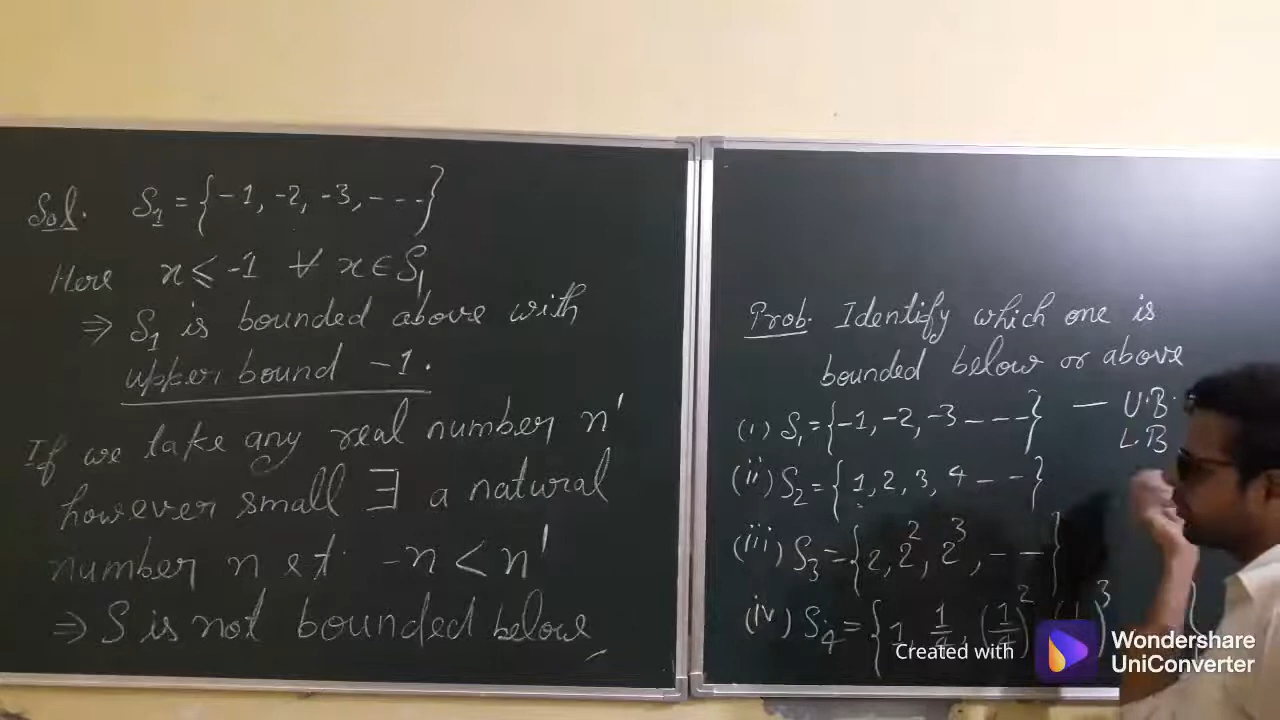 Sol. S₁ = {-1, -2, -3, - - -}
Here x ⩽ -1 ∀ x ∈ S₁
⇒ S₁ is bounded above with
upper bound -1.
If we take any real number n'
however small ∃ a natural
number n s.t. -n < n'
⇒ S is not bounded below
Prob. Identify which one is
bounded below or above
(i) S₁ = {-1, -2, -3 - - - -} — U.B.
L.B
(ii) S₂ = {1, 2, 3, 4 - - -}
(iii) S₃ = {2, 2², 2³, - - -}
(iv) S₄ = {1, 1/4, (1/4)²
Created with
Wondershare
UniConverter